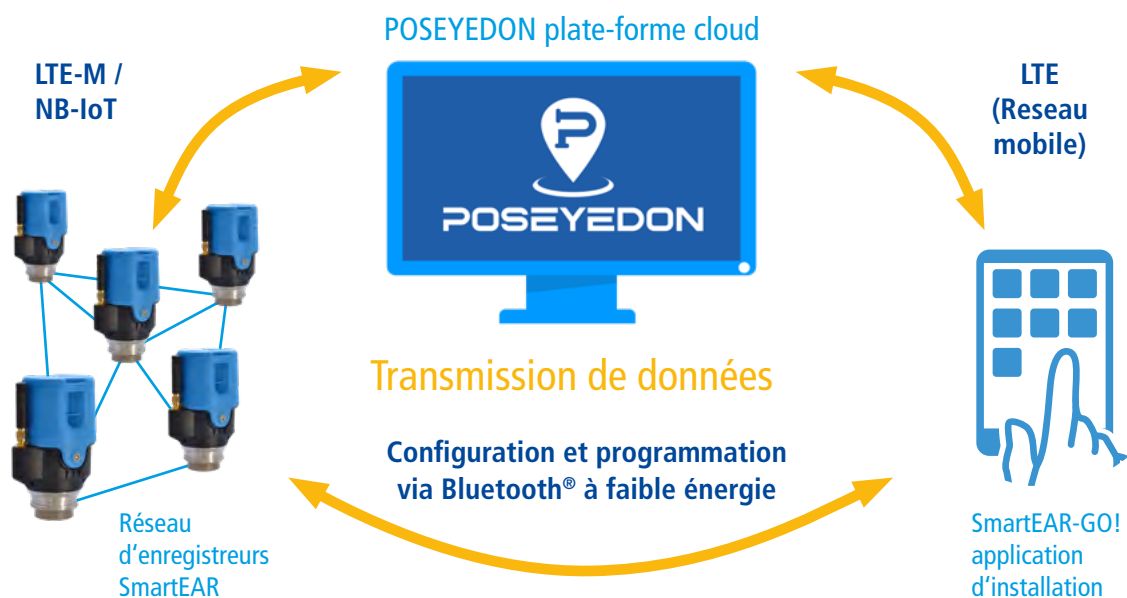 POSEYEDON plate-forme cloud
LTE-M /
NB-IoT
LTE
(Reseau
mobile)
P
POSEYEDON
Transmission de données
Configuration et programmation
via Bluetooth® à faible énergie
Réseau
d’enregistreurs
SmartEAR
SmartEAR-GO!
application
d’installation